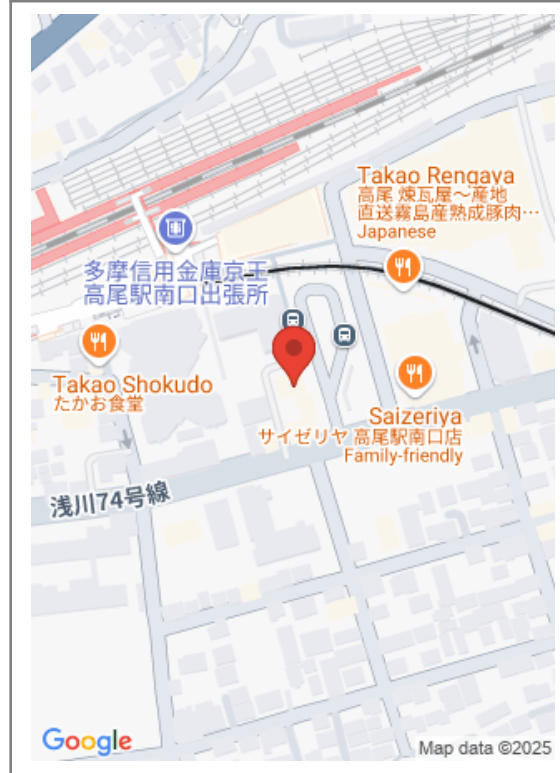 Takao Rengaya
高尾 煉瓦屋〜産地
直送霧島産熟成豚肉…
Japanese
多摩信用金庫京王
高尾駅南口出張所
Takao Shokudo
たかお食堂
Saizeriya
サイゼリヤ 高尾駅南口店
Family-friendly
浅川74号線
Google
Map data ©2025